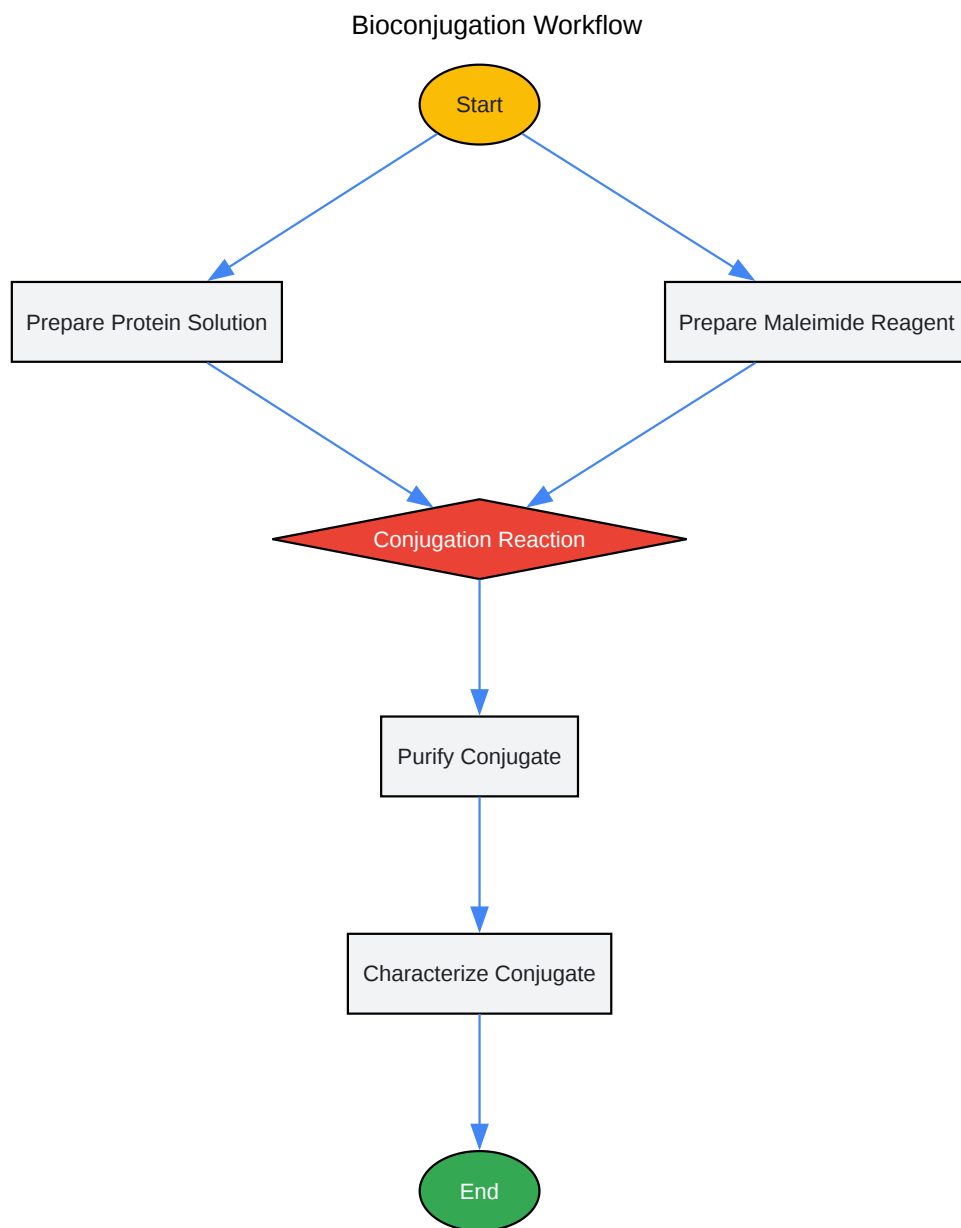 Bioconjugation Workflow
Start
Prepare Protein Solution
Prepare Maleimide Reagent
Conjugation Reaction
Purify Conjugate
Characterize Conjugate
End